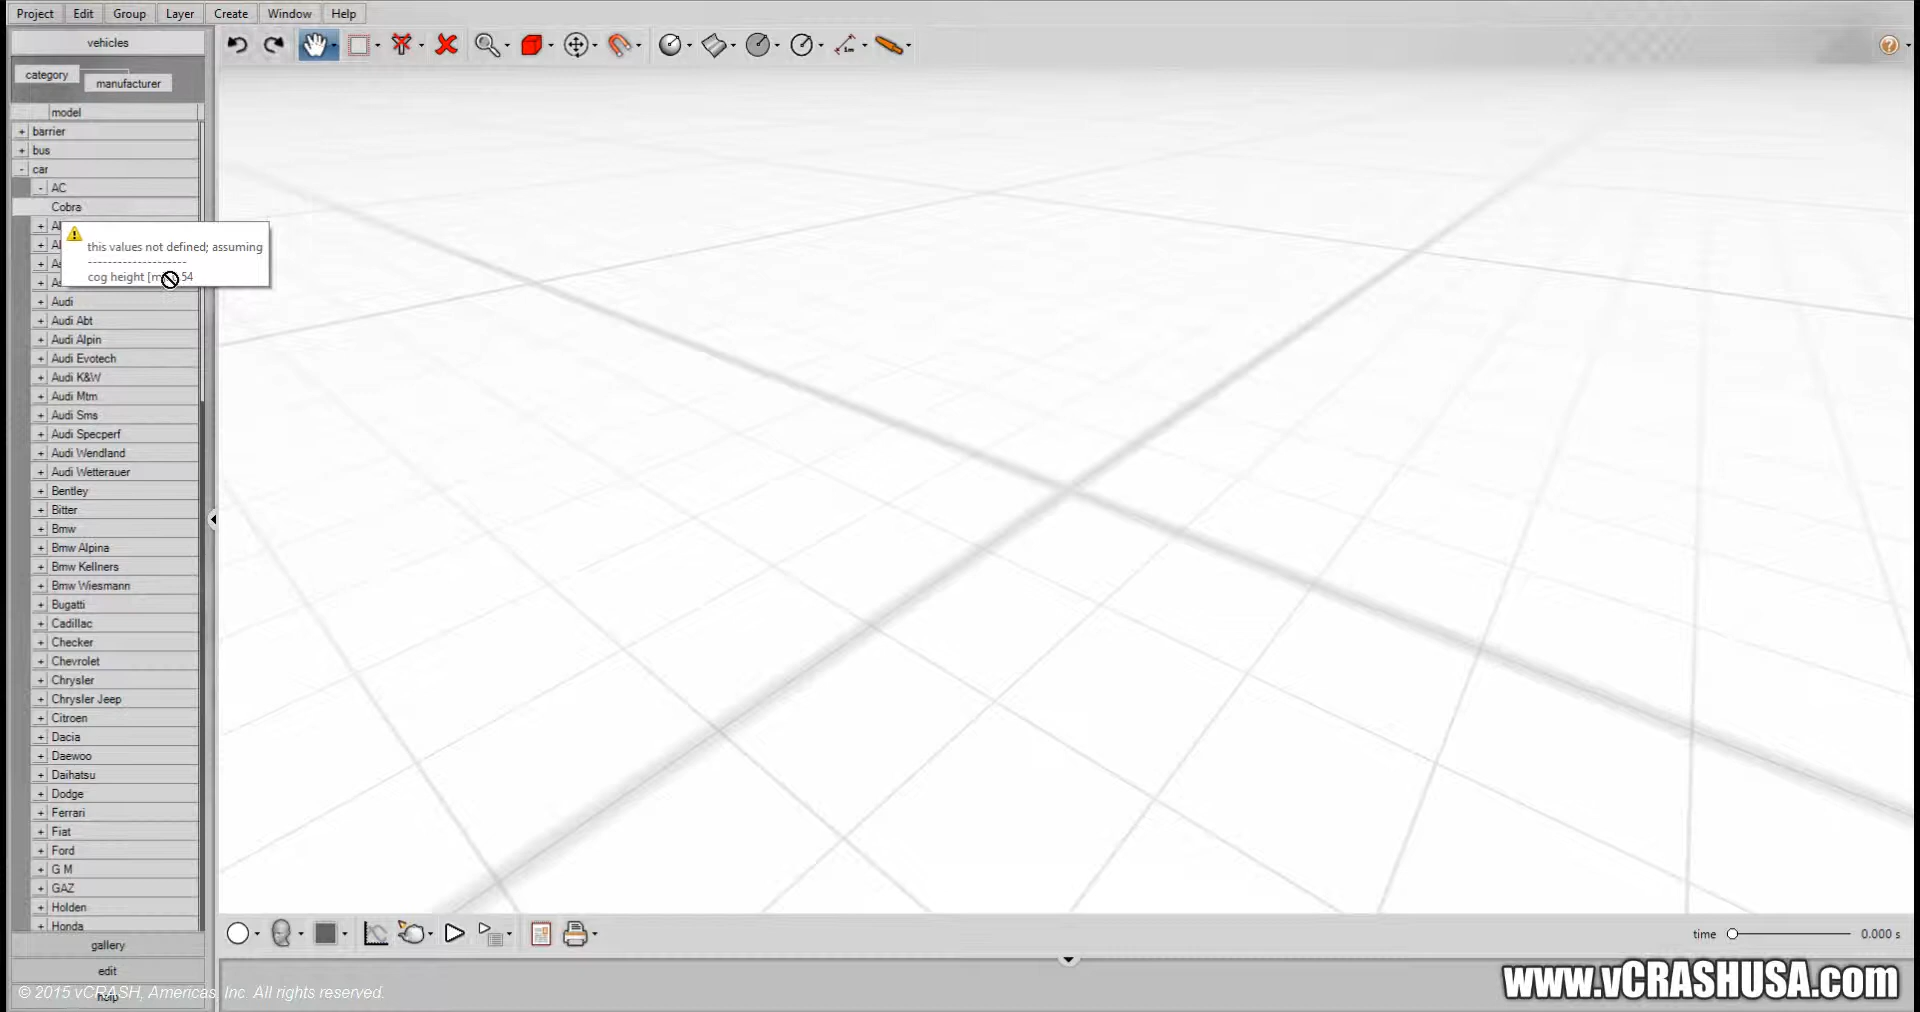 Project Edit Group Layer Create Window Help
vehicles
category
manufacturer
model
+ barrier
+ bus
- car
- AC
Cobra
this values not defined; assuming
--------------------
cog height 54
+ Audi
+ Audi Abt
+ Audi Alpin
+ Audi Evotech
+ Audi K&W
+ Audi Mtm
+ Audi Sms
+ Audi Specperf
+ Audi Wendland
+ Audi Wetterauer
+ Bentley
+ Bitter
+ Bmw
+ Bmw Alpina
+ Bmw Kellners
+ Bmw Wiesmann
+ Bugatti
+ Cadillac
+ Checker
+ Chevrolet
+ Chrysler
+ Chrysler Jeep
+ Citroen
+ Dacia
+ Daewoo
+ Daihatsu
+ Dodge
+ Ferrari
+ Fiat
+ Ford
+ G M
+ GAZ
+ Holden
+ Honda
gallery
edit
help
time 0.000 s
© 2015 vCRASH, Americas, Inc. All rights reserved.
www.vCRASHUSA.com